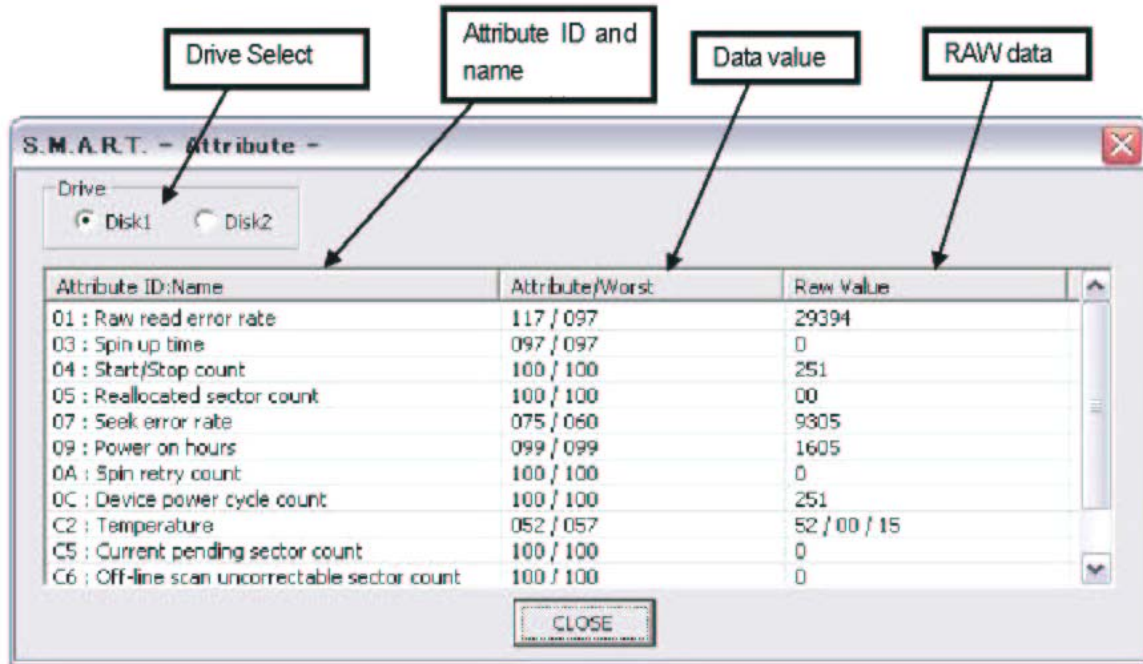 Drive Select
Attribute ID and
name
Data value
RAW data
S.M.A.R.T. - Attribute -
Drive
Disk1 Disk2
Attribute ID:Name Attribute/Worst Raw Value
01 : Raw read error rate 117 / 097 29394
03 : Spin up time 097 / 097 0
04 : Start/Stop count 100 / 100 251
05 : Reallocated sector count 100 / 100 00
07 : Seek error rate 075 / 060 9305
09 : Power on hours 099 / 099 1605
0A : Spin retry count 100 / 100 0
0C : Device power cycle count 100 / 100 251
C2 : Temperature 052 / 057 52 / 00 / 15
C5 : Current pending sector count 100 / 100 0
C6 : Off-line scan uncorrectable sector count 100 / 100 0
CLOSE